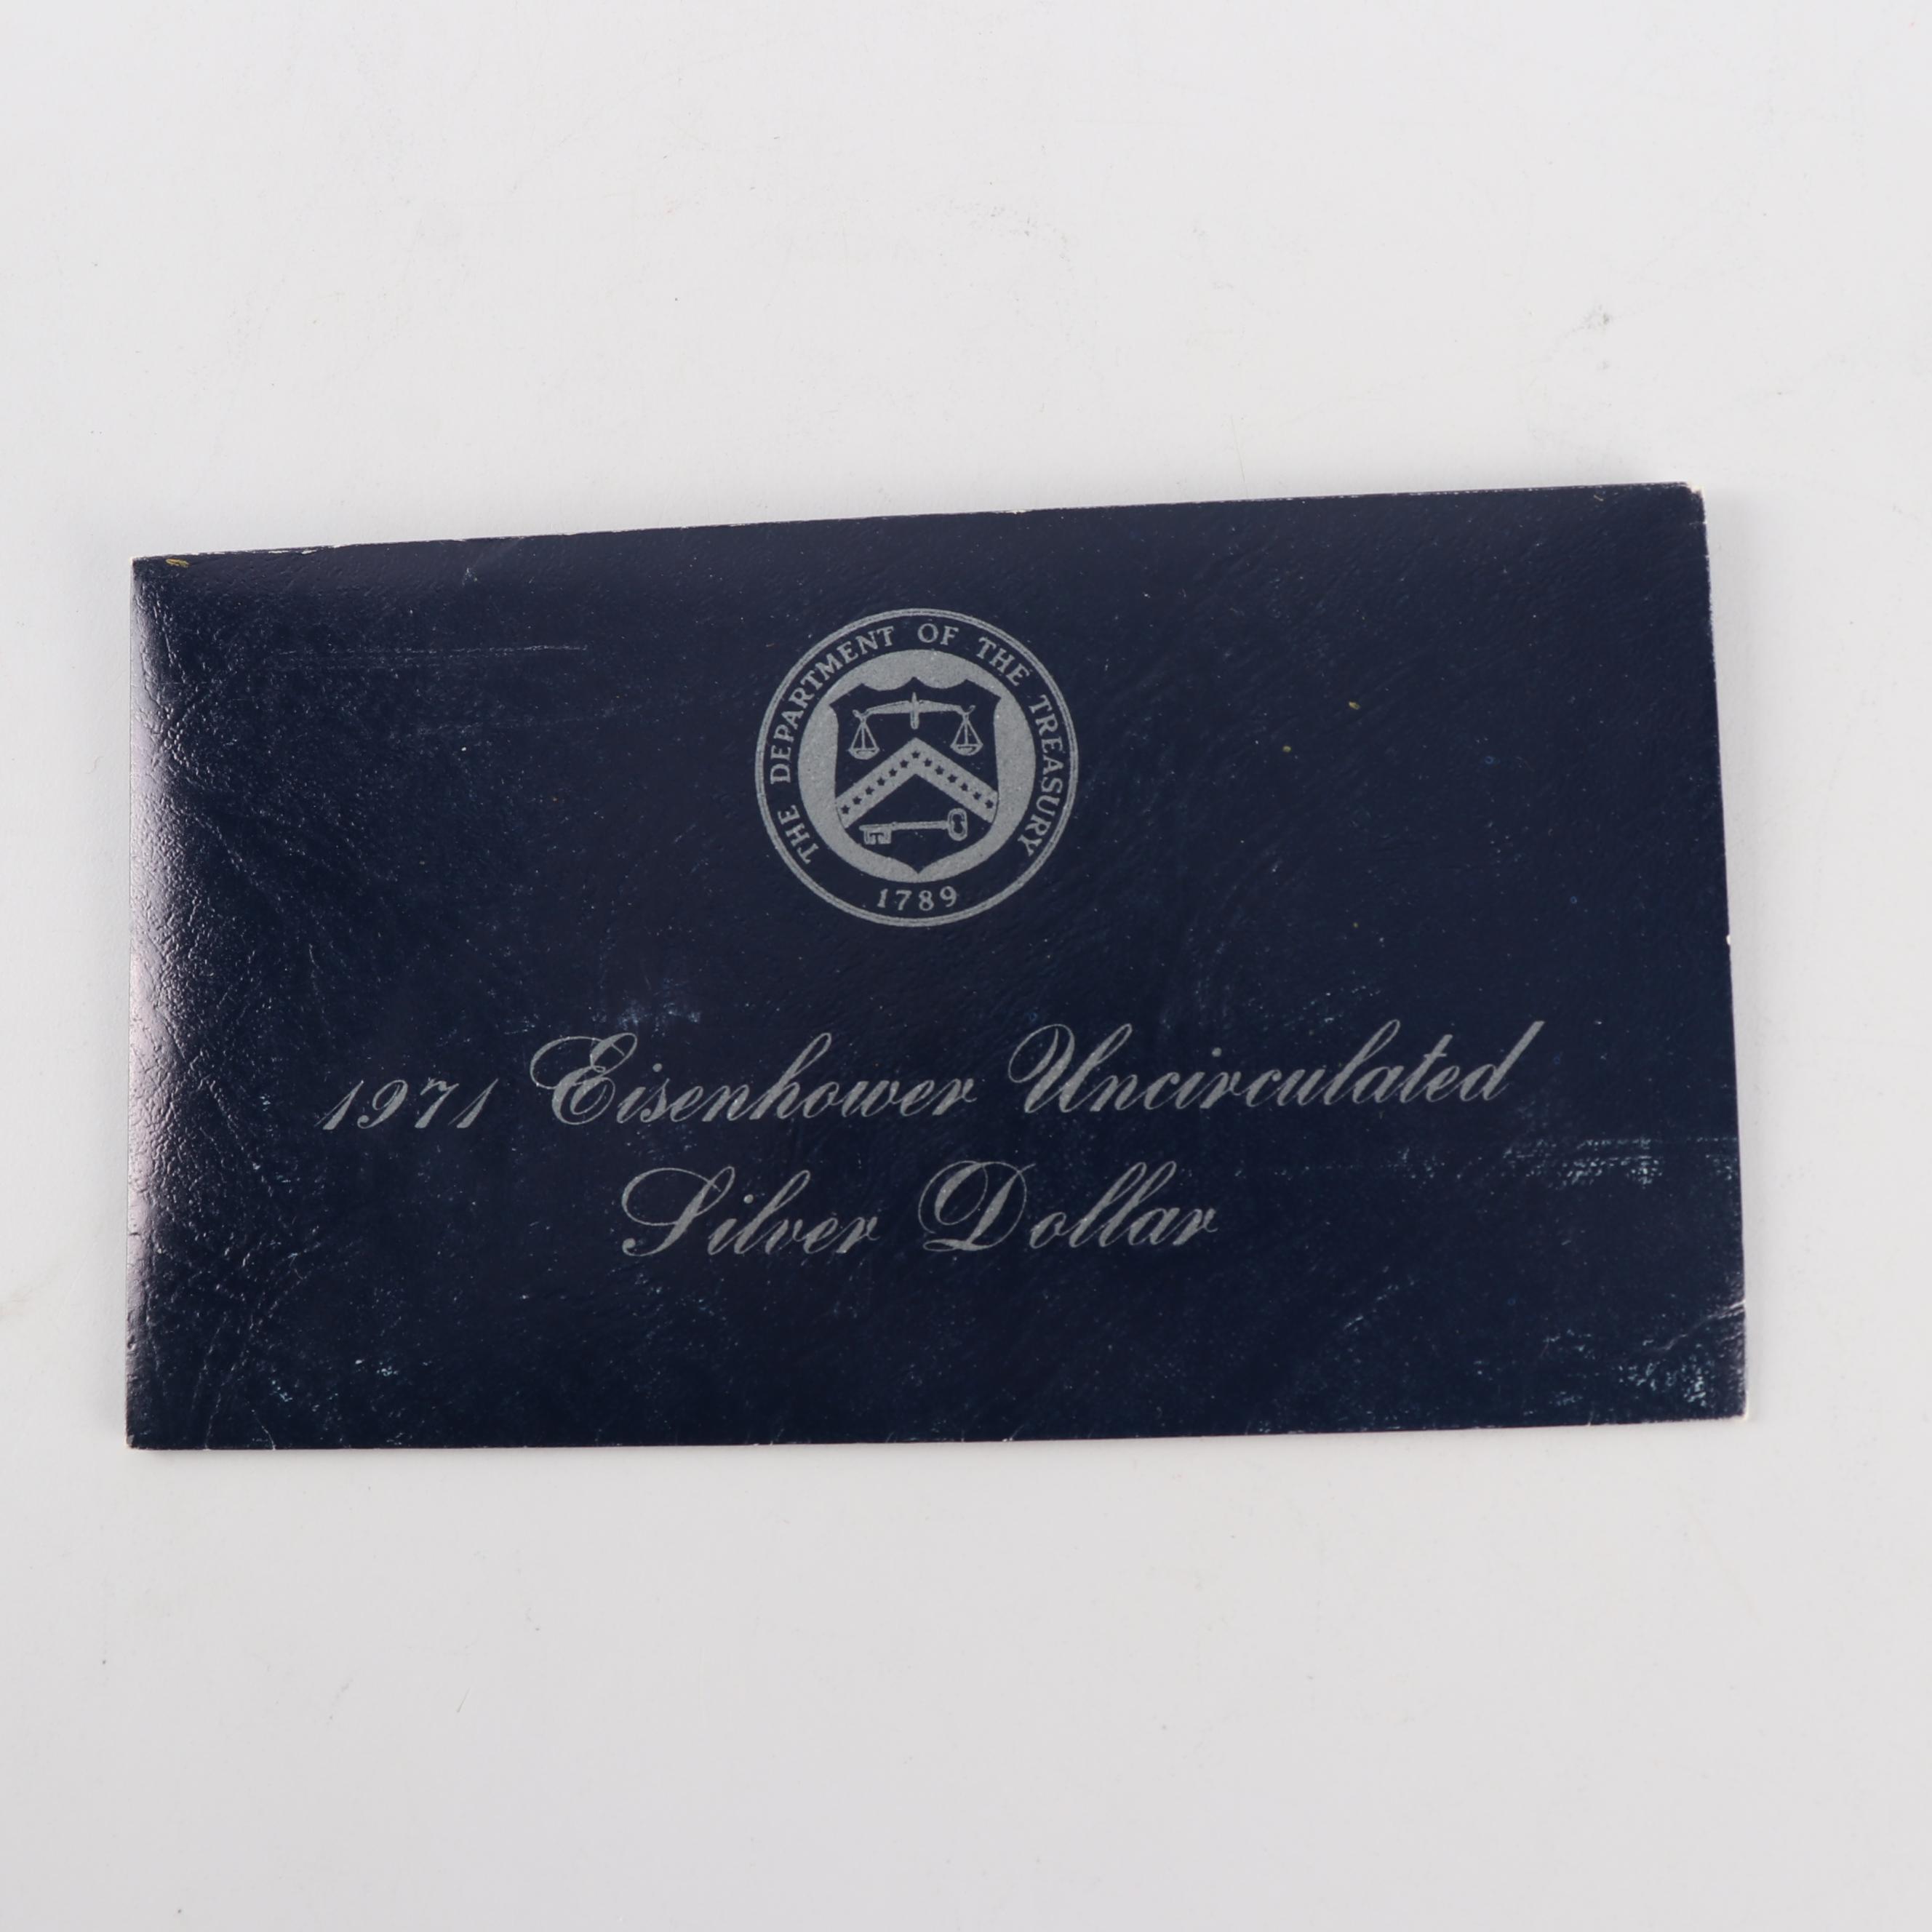 THE DEPARTMENT OF THE TREASURY
1789
1971 Eisenhower Uncirculated
Silver Dollar